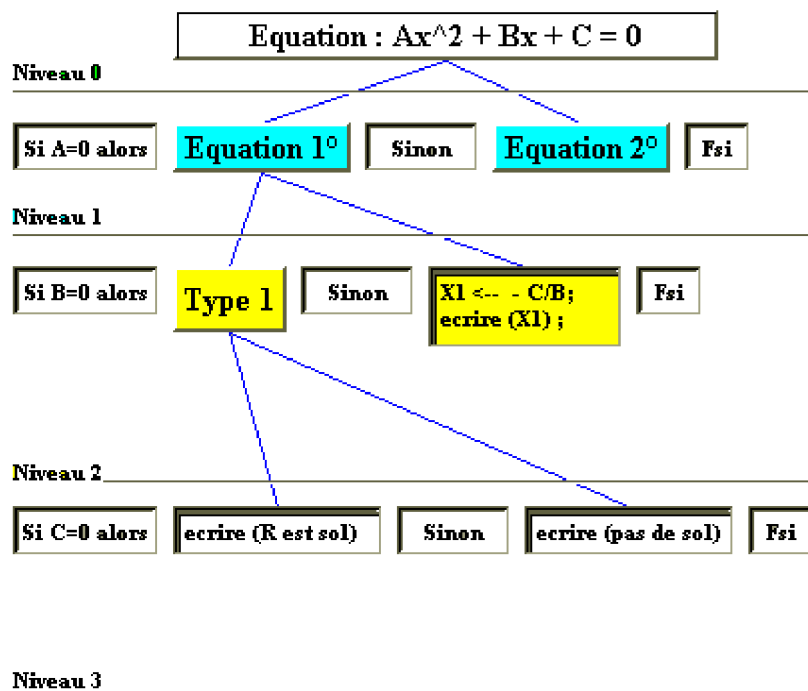 Equation : Ax^2 + Bx + C = 0
Niveau 0
Si A=0 alors Equation 1° Sinon Equation 2° Fsi
Niveau 1
Si B=0 alors Type 1 Sinon X1 <-- - C/B; Fsi
ecrire (X1) ;
Niveau 2
Si C=0 alors ecrire (R est sol) Sinon ecrire (pas de sol) Fsi
Niveau 3